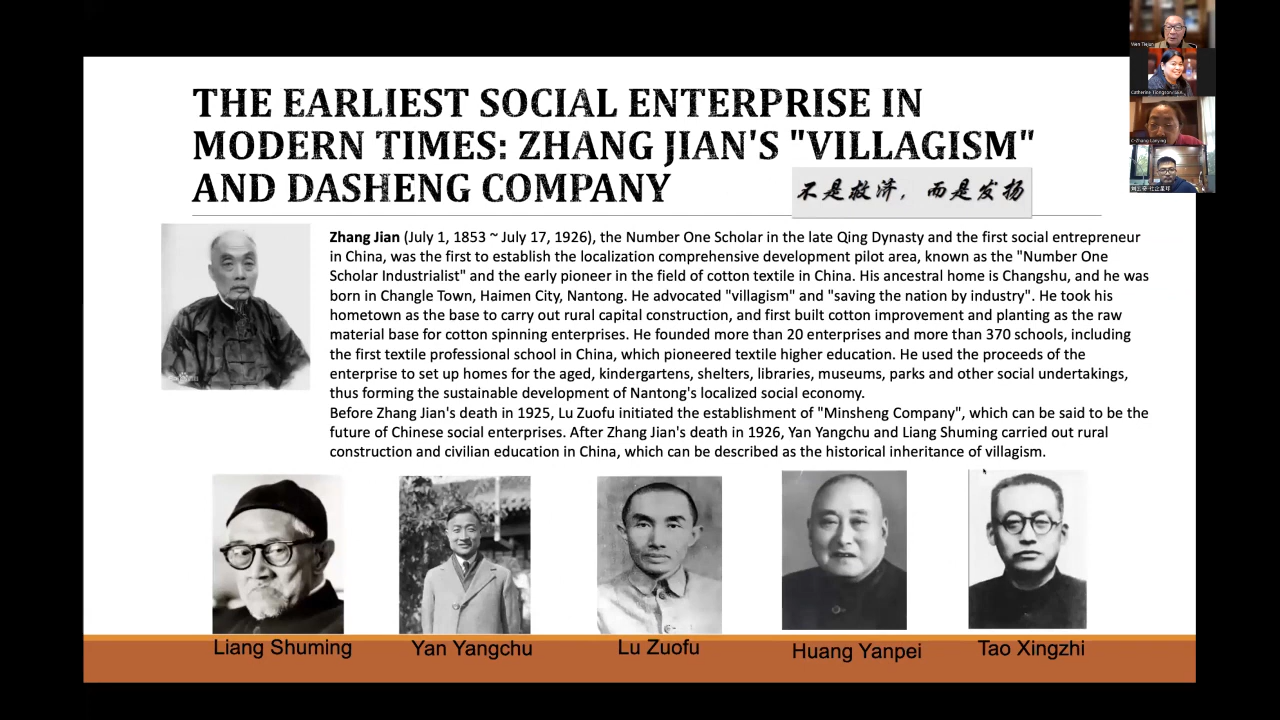 THE EARLIEST SOCIAL ENTERPRISE IN
MODERN TIMES: ZHANG JIAN'S "VILLAGISM"
AND DASHENG COMPANY
不是救济，而是发扬
Zhang Jian (July 1, 1853 ~ July 17, 1926), the Number One Scholar in the late Qing Dynasty and the first social entrepreneur
in China, was the first to establish the localization comprehensive development pilot area, known as the "Number One
Scholar Industrialist" and the early pioneer in the field of cotton textile in China. His ancestral home is Changshu, and he was
born in Changle Town, Haimen City, Nantong. He advocated "villagism" and "saving the nation by industry". He took his
hometown as the base to carry out rural capital construction, and first built cotton improvement and planting as the raw
material base for cotton spinning enterprises. He founded more than 20 enterprises and more than 370 schools, including
the first textile professional school in China, which pioneered textile higher education. He used the proceeds of the
enterprise to set up homes for the aged, kindergartens, shelters, libraries, museums, parks and other social undertakings,
thus forming the sustainable development of Nantong's localized social economy.
Before Zhang Jian's death in 1925, Lu Zuofu initiated the establishment of "Minsheng Company", which can be said to be the
future of Chinese social enterprises. After Zhang Jian's death in 1926, Yan Yangchu and Liang Shuming carried out rural
construction and civilian education in China, which can be described as the historical inheritance of villagism.
Liang Shuming
Yan Yangchu
Lu Zuofu
Huang Yanpei
Tao Xingzhi